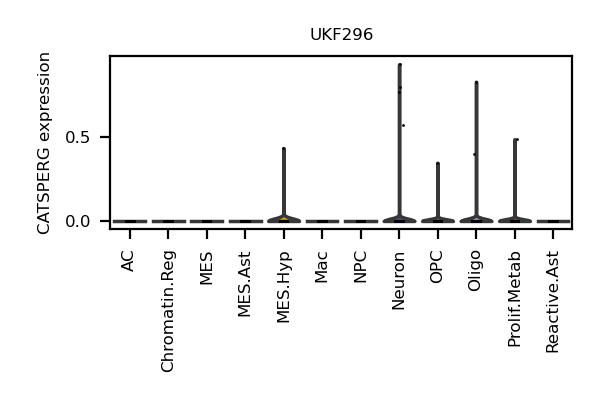 UKF296
CATSPERG expression
0.5
0.0
AC
Chromatin.Reg
MES
MES.Ast
MES.Hyp
Mac
NPC
Neuron
OPC
Oligo
Prolif.Metab
Reactive.Ast